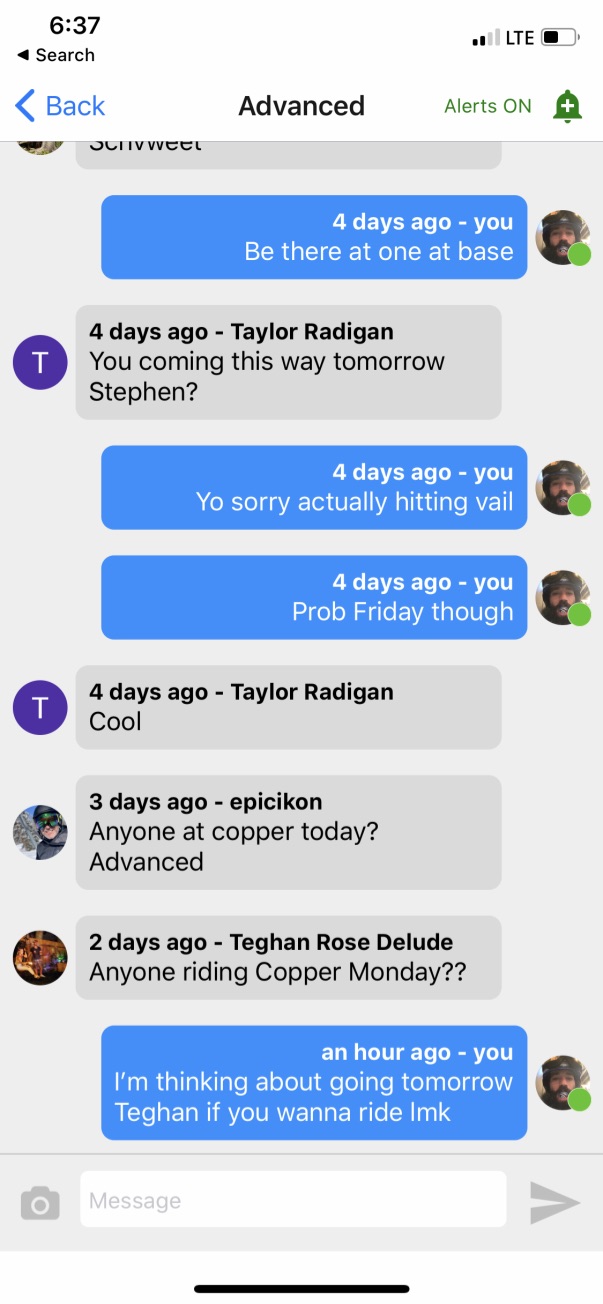 6:37
LTE
Search
Back
Advanced
Alerts ON
4 days ago - you
Be there at one at base
4 days ago - Taylor Radigan
You coming this way tomorrow
Stephen?
T
4 days ago - you
Yo sorry actually hitting vail
4 days ago - you
Prob Friday though
4 days ago - Taylor Radigan
Cool
T
3 days ago - epicikon
Anyone at copper today?
Advanced
2 days ago - Teghan Rose Delude
Anyone riding Copper Monday??
an hour ago - you
I'm thinking about going tomorrow
Teghan if you wanna ride lmk
Message